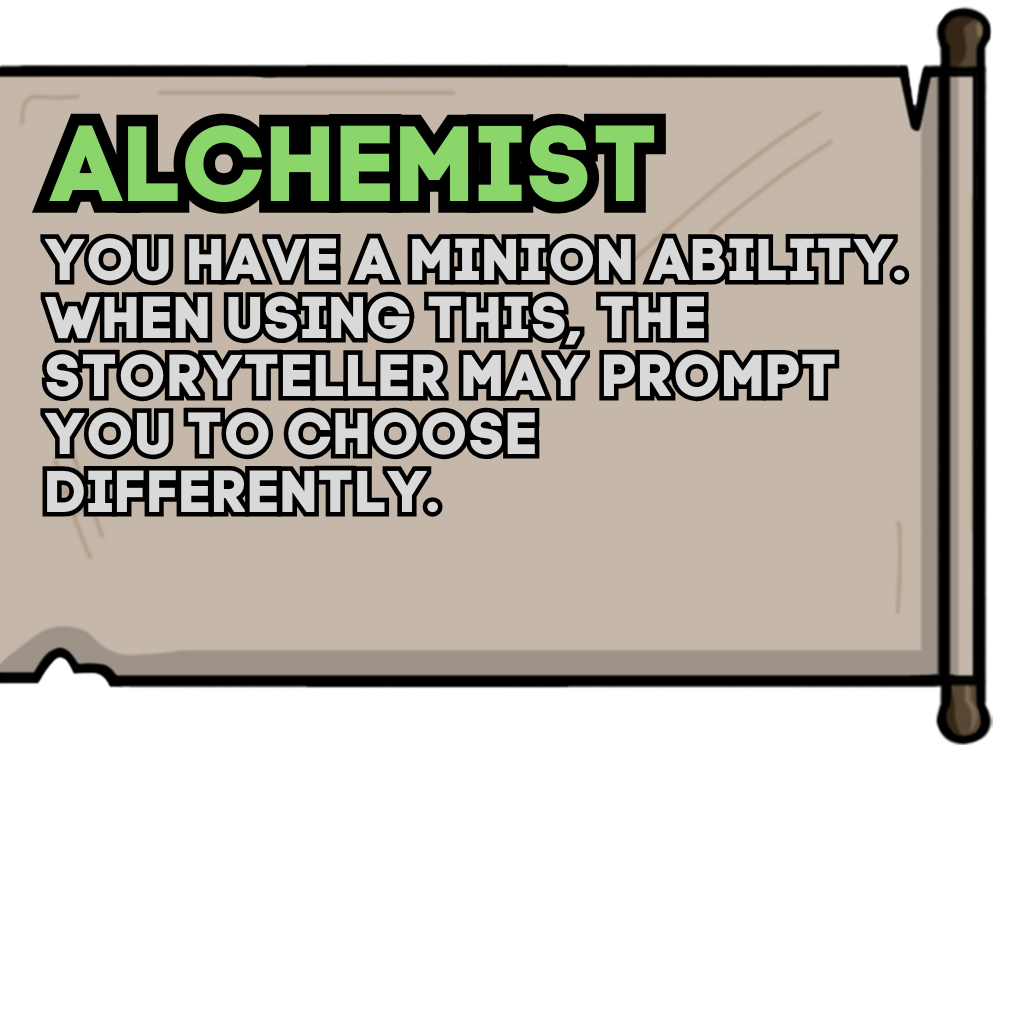 ALCHEMIST
YOU HAVE A MINION ABILITY.
WHEN USING THIS, THE
STORYTELLER MAY PROMPT
YOU TO CHOOSE
DIFFERENTLY.